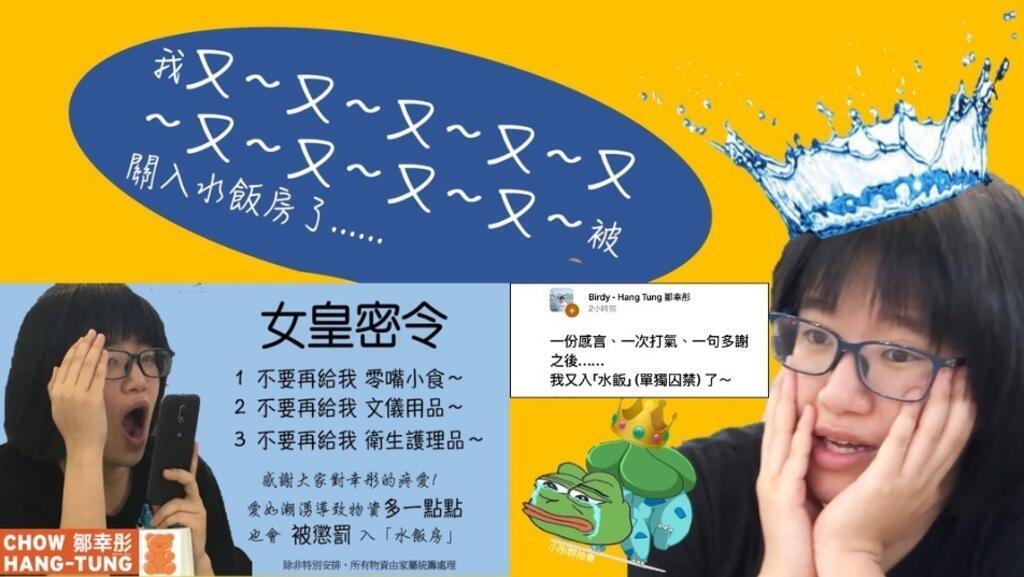 我又～又～又～又～又
～又～又～又～又～被
關入水飯房了......
女皇密令
1 不要再給我 零嘴小食～
2 不要再給我 文儀用品～
3 不要再給我 衛生護理品～
感謝大家對幸彤的疼愛!
愛如潮湧導致物資多一點點
也會 被懲罰 入「水飯房」
除非特別安排，所有物資由家屬統籌處理
CHOW 鄒幸彤
HANG-TUNG
Birdy - Hang Tung 鄒幸彤
2小時前
一份感言、一次打氣、一句多謝
之後......
我又入「水飯」(單獨囚禁) 了～
小彤群組會